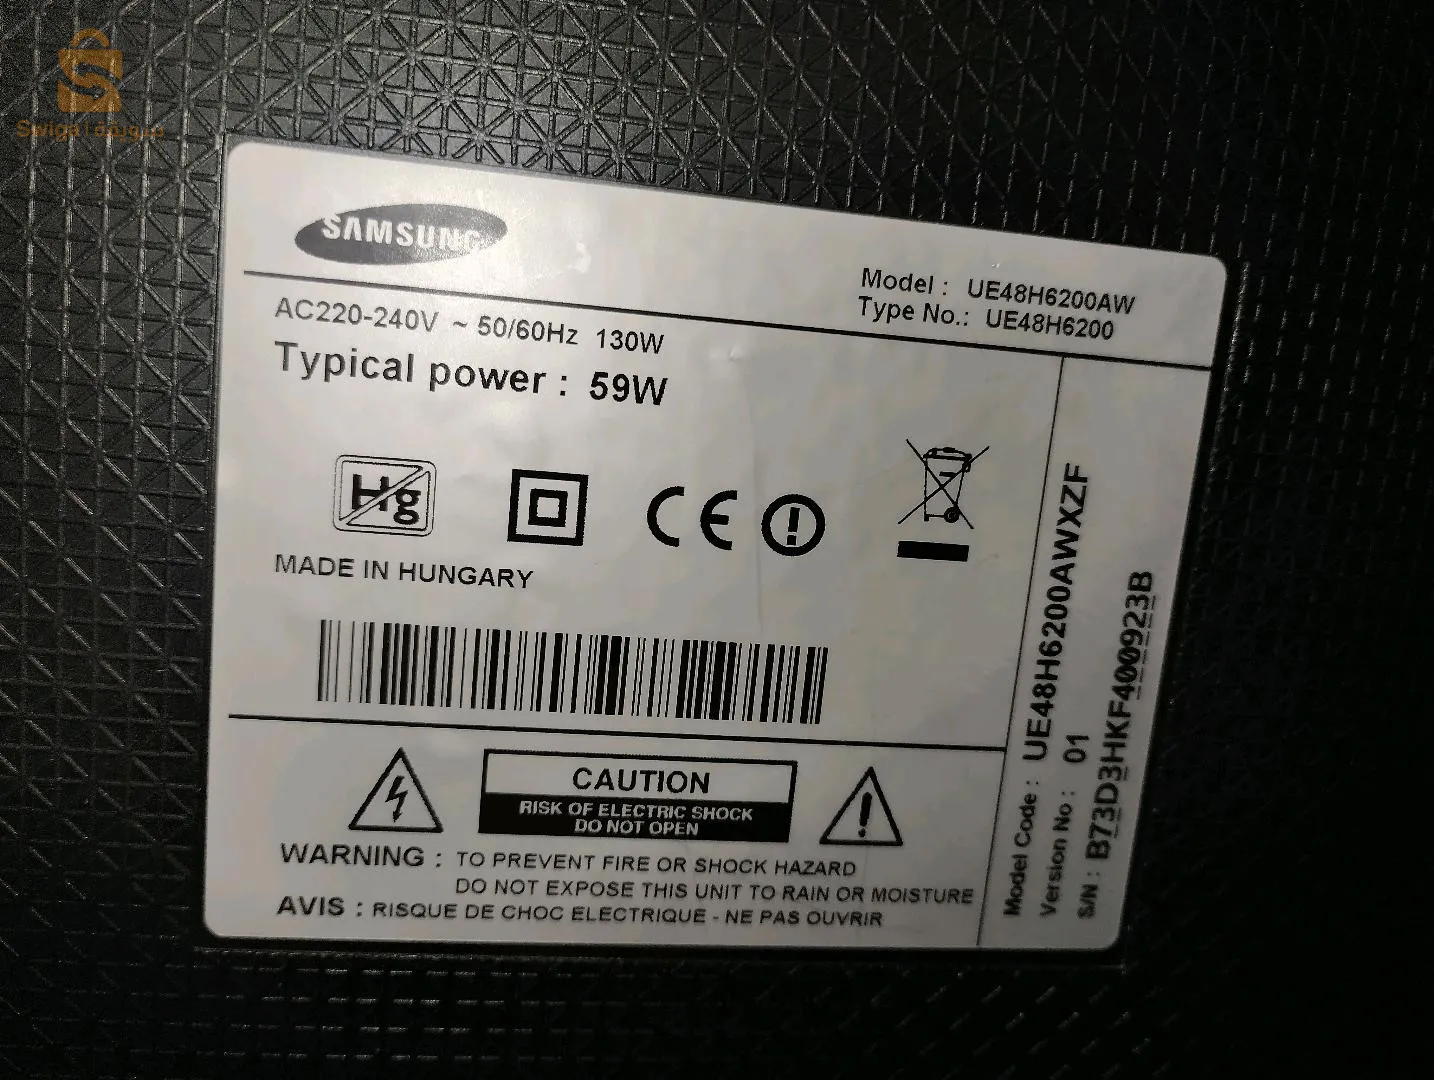 Swiga | سويقة
SAMSUNG
Model : UE48H6200AW
Type No.: UE48H6200
AC220-240V ~ 50/60Hz 130W
Typical power : 59W
Hg
CE
MADE IN HUNGARY
CAUTION
RISK OF ELECTRIC SHOCK
DO NOT OPEN
WARNING : TO PREVENT FIRE OR SHOCK HAZARD
DO NOT EXPOSE THIS UNIT TO RAIN OR MOISTURE
AVIS : RISQUE DE CHOC ELECTRIQUE - NE PAS OUVRIR
Model Code : UE48H6200AWXZF
Version No : 01
S/N : B73D3HKF400923B